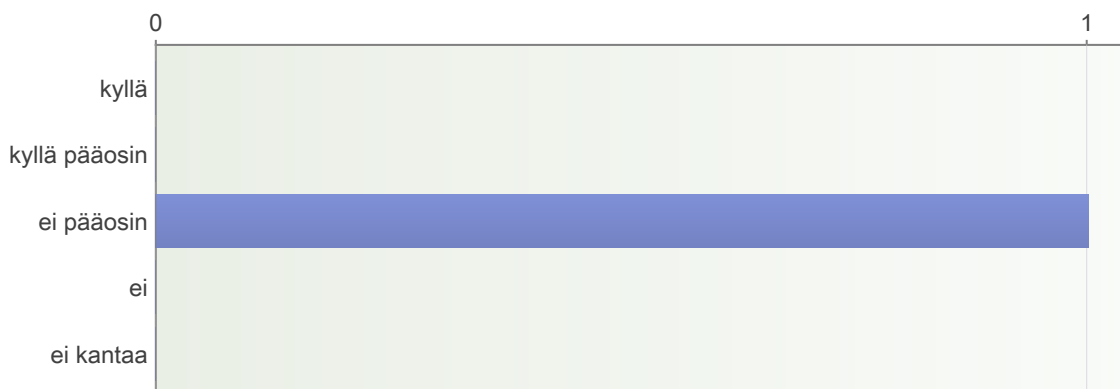 0 1
kyllä
kyllä pääosin
ei pääosin
ei
ei kantaa